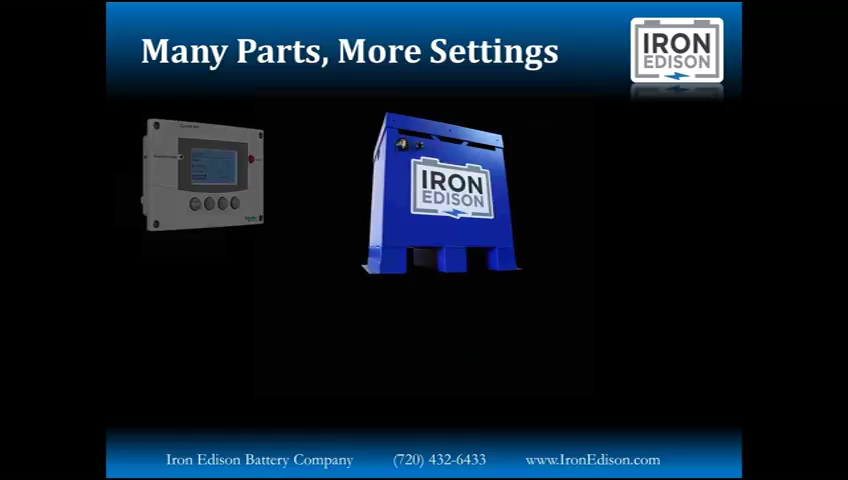 Many Parts, More Settings
IRON
EDISON
IRON
EDISON
Iron Edison Battery Company (720) 432-6433 www.IronEdison.com